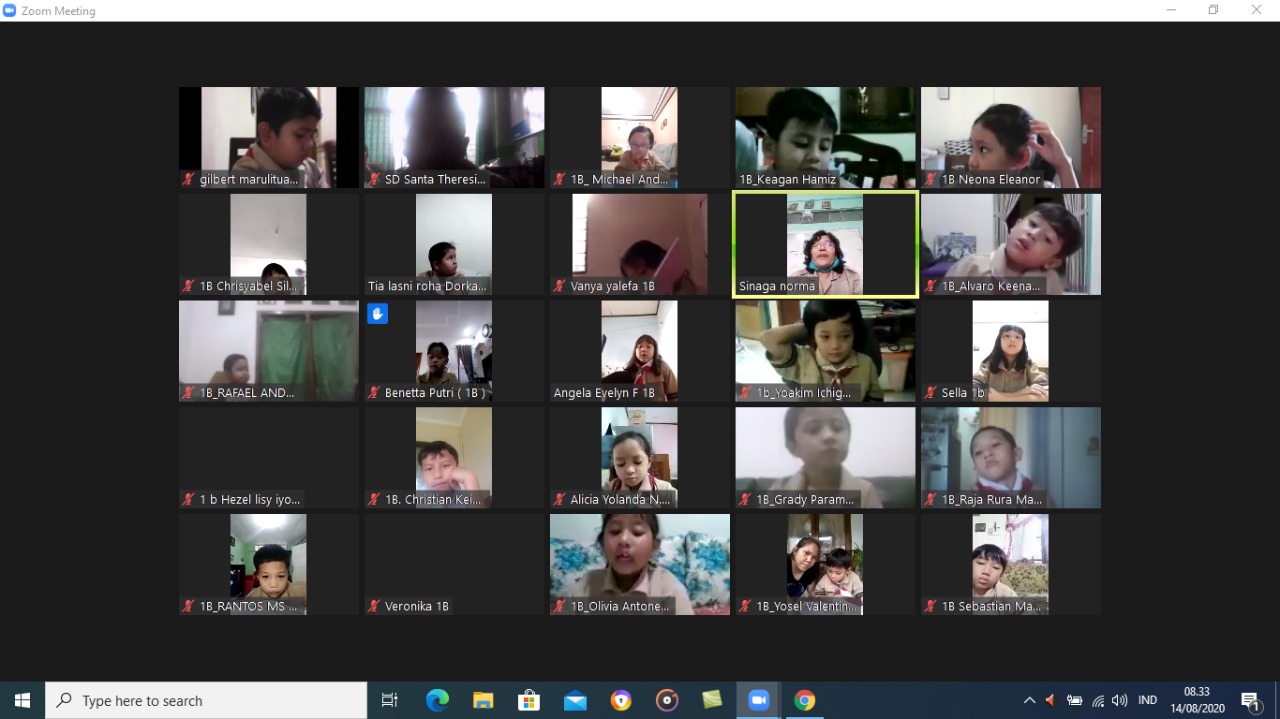 Zoom Meeting
gilbert marulitua...
SD Santa Theresi...
1B_ Michael And...
1B_Keagan Hamiz
1B Neona Eleanor
1B Chrisyabel Sil...
Tia lasni roha Dorka...
Vanya yalefa 1B
Sinaga norma
1B_Alvaro Keena...
1B_RAFAEL AND...
Benetta Putri ( 1B )
Angela Evelyn F 1B
1b_Yoakim Ichig...
Sella 1b
1 b Hezel lisy iyo...
1B. Christian Kei...
Alicia Yolanda N....
1B_Grady Param...
1B_Raja Rura Ma...
1B_RANTOS MS ...
Veronika 1B
1B_Olivia Antone...
1B_Yosel Valentin...
1B Sebastian Ma...
Type here to search
IND
08.33
14/08/2020
1